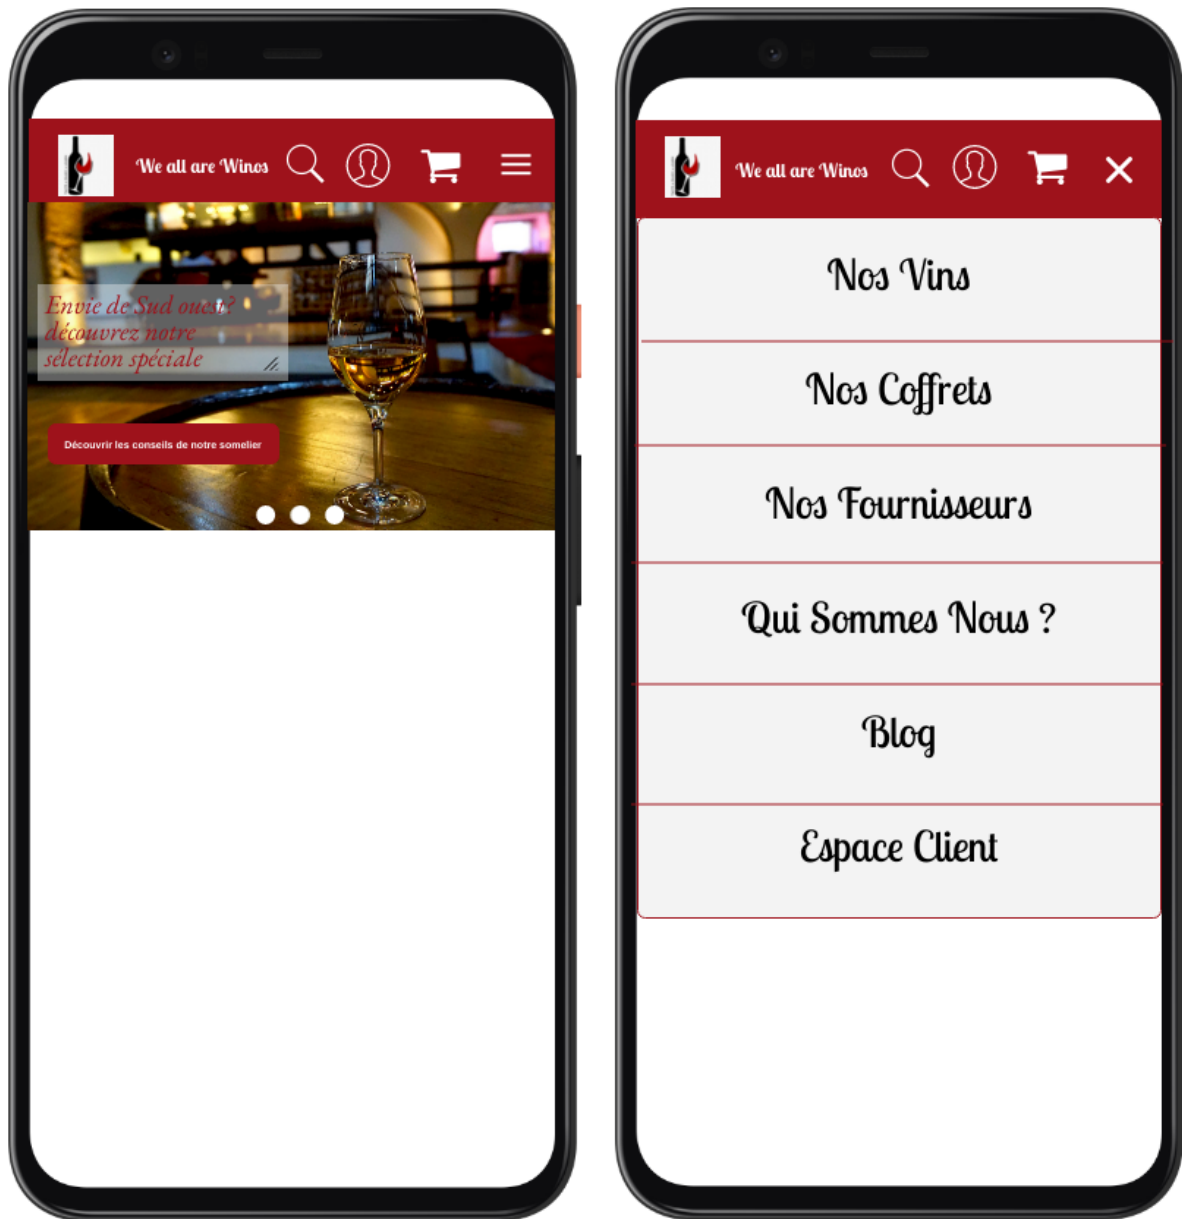 We all are Winos
Envie de Sud ouest?
découvrez notre
sélection spéciale
Découvrir les conseils de notre somelier
We all are Winos
Nos Vins
Nos Coffrets
Nos Fournisseurs
Qui Sommes Nous ?
Blog
Espace Client